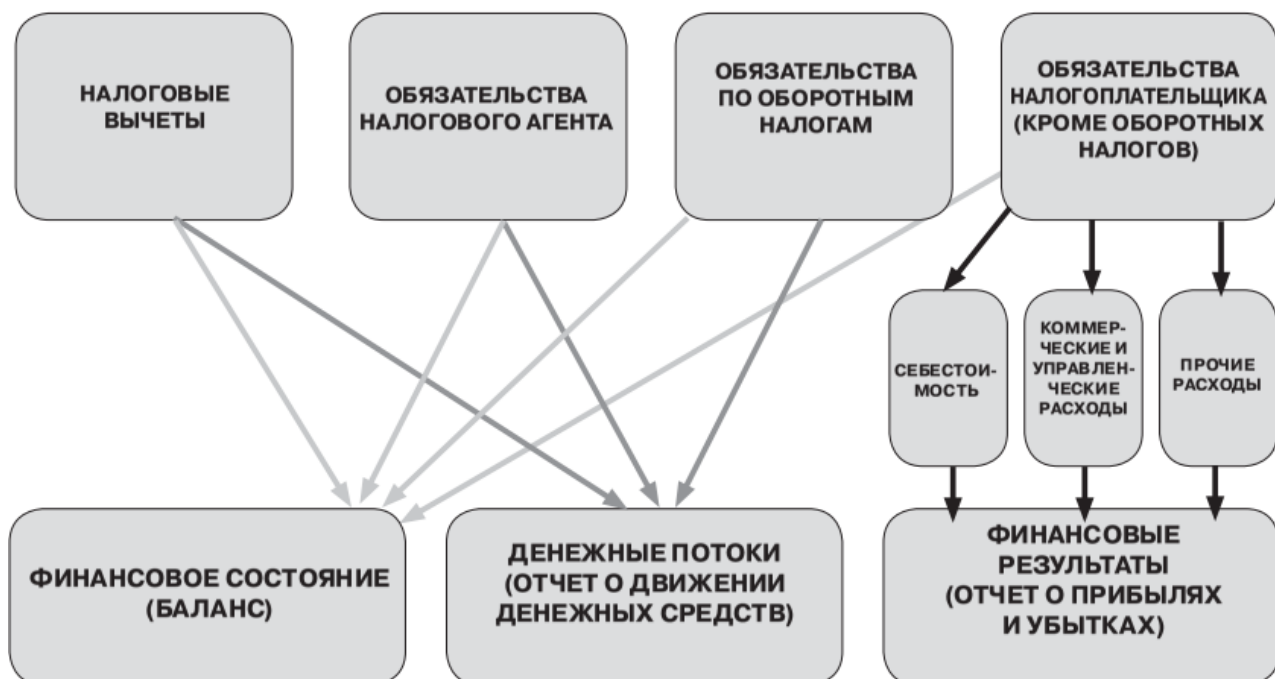 НАЛОГОВЫЕ
ВЫЧЕТЫ
ОБЯЗАТЕЛЬСТВА
НАЛОГОВОГО АГЕНТА
ОБЯЗАТЕЛЬСТВА
ПО ОБОРОТНЫМ
НАЛОГАМ
ОБЯЗАТЕЛЬСТВА
НАЛОГОПЛАТЕЛЬЩИКА
(КРОМЕ ОБОРОТНЫХ
НАЛОГОВ)
СЕБЕСТОИ-
МОСТЬ
КОММЕР-
ЧЕСКИЕ И
УПРАВЛЕН-
ЧЕСКИЕ
РАСХОДЫ
ПРОЧИЕ
РАСХОДЫ
ФИНАНСОВОЕ СОСТОЯНИЕ
(БАЛАНС)
ДЕНЕЖНЫЕ ПОТОКИ
(ОТЧЕТ О ДВИЖЕНИИ
ДЕНЕЖНЫХ СРЕДСТВ)
ФИНАНСОВЫЕ
РЕЗУЛЬТАТЫ
(ОТЧЕТ О ПРИБЫЛЯХ
И УБЫТКАХ)